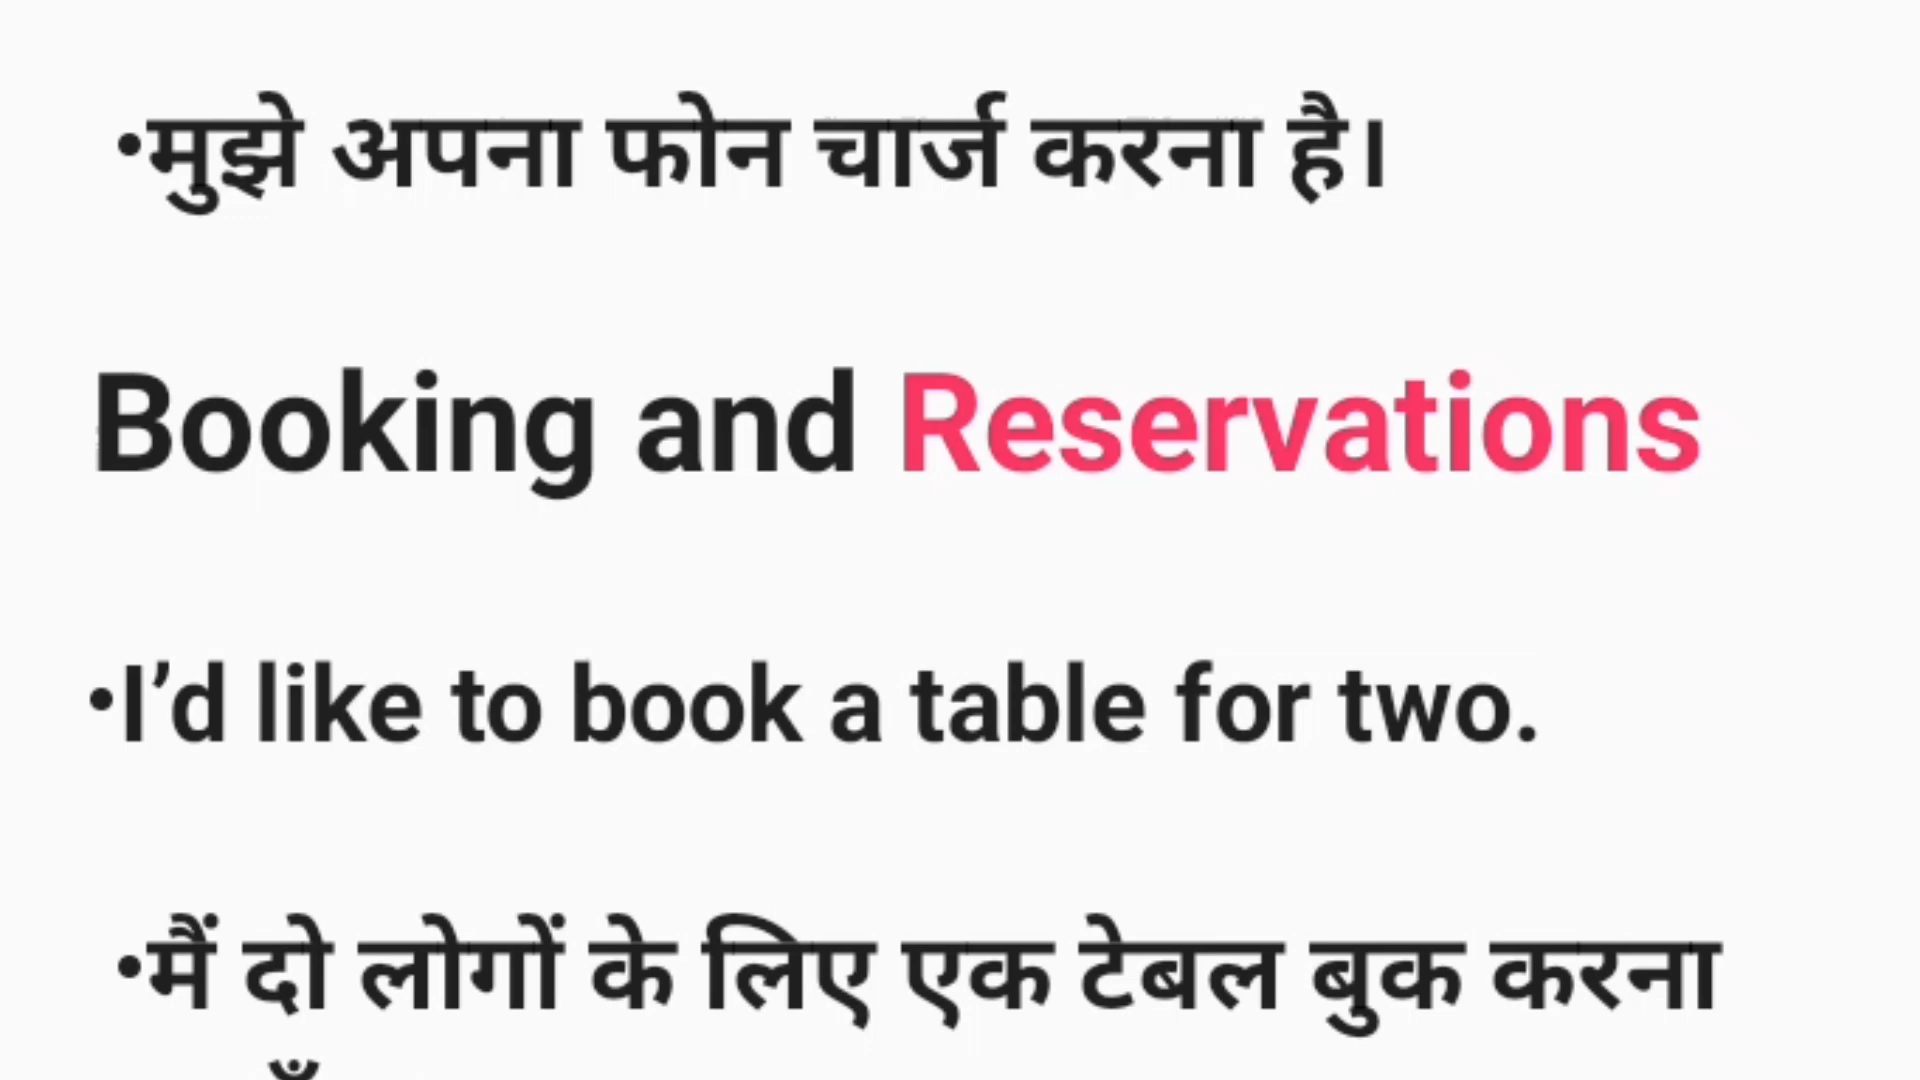 •मुझे अपना फोन चार्ज करना है।
Booking and Reservations
•I’d like to book a table for two.
•मैं दो लोगों के लिए एक टेबल बुक करना